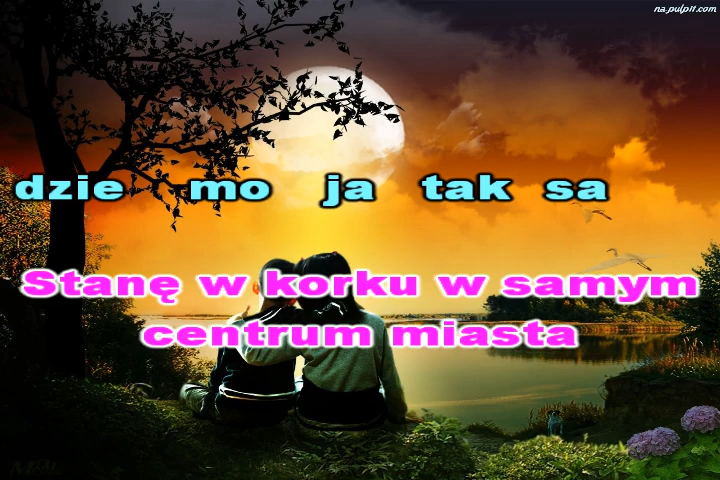 na.pulpit.com
dzie mo ja tak sa
Stanę w korku w samym
centrum miasta